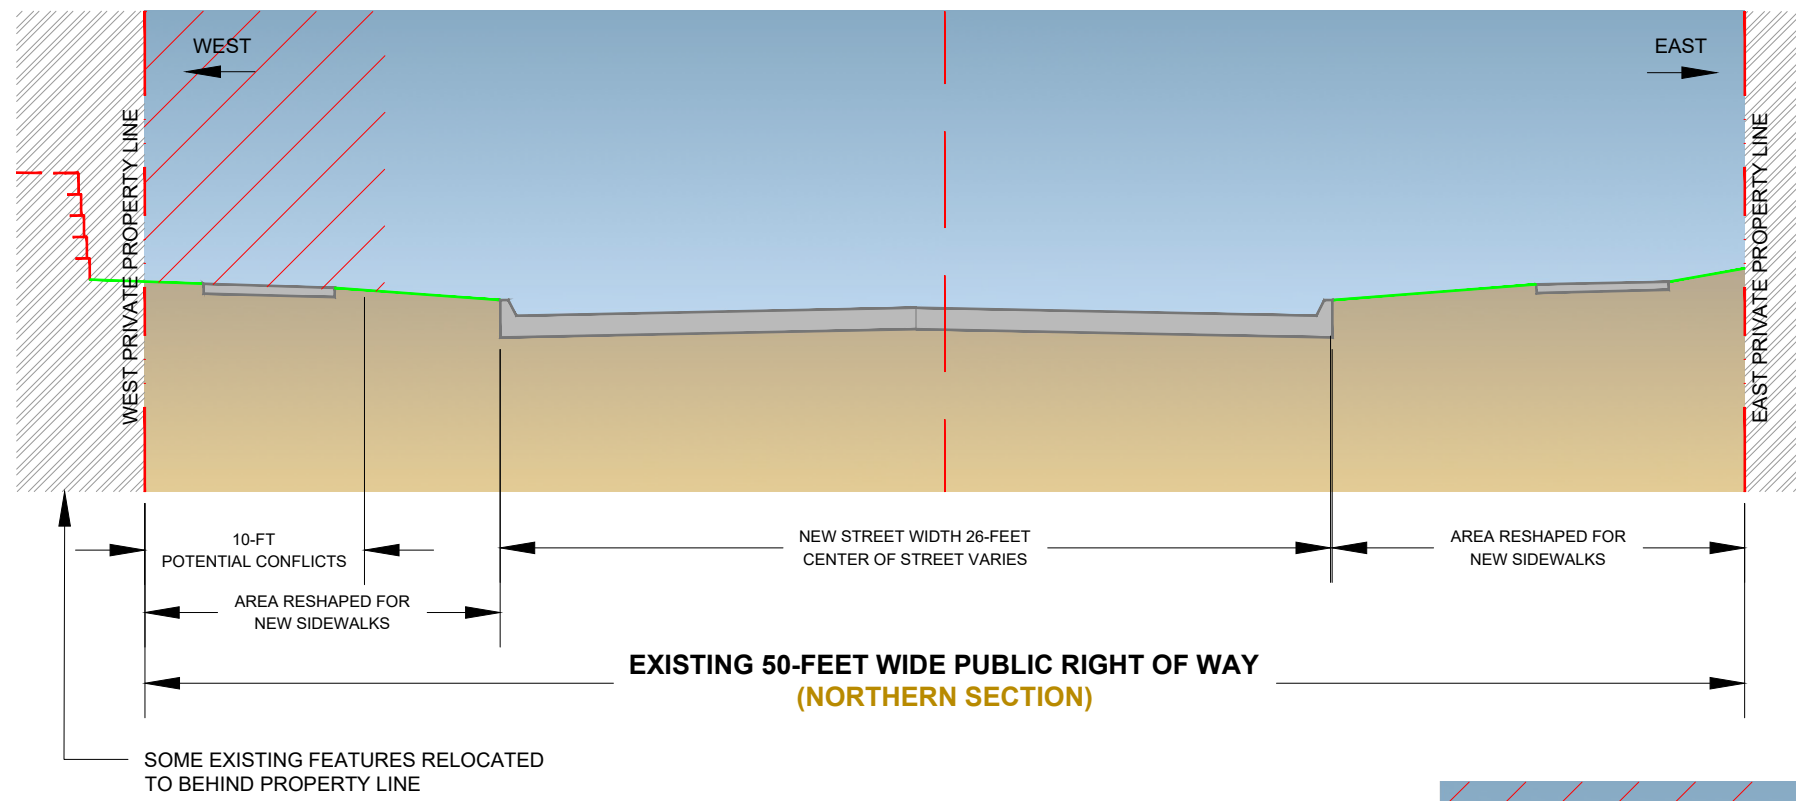 WEST
EAST
WEST PRIVATE PROPERTY LINE
EAST PRIVATE PROPERTY LINE
10-FT
POTENTIAL CONFLICTS
NEW STREET WIDTH 26-FEET
CENTER OF STREET VARIES
AREA RESHAPED FOR
NEW SIDEWALKS
AREA RESHAPED FOR
NEW SIDEWALKS
EXISTING 50-FEET WIDE PUBLIC RIGHT OF WAY
(NORTHERN SECTION)
SOME EXISTING FEATURES RELOCATED
TO BEHIND PROPERTY LINE